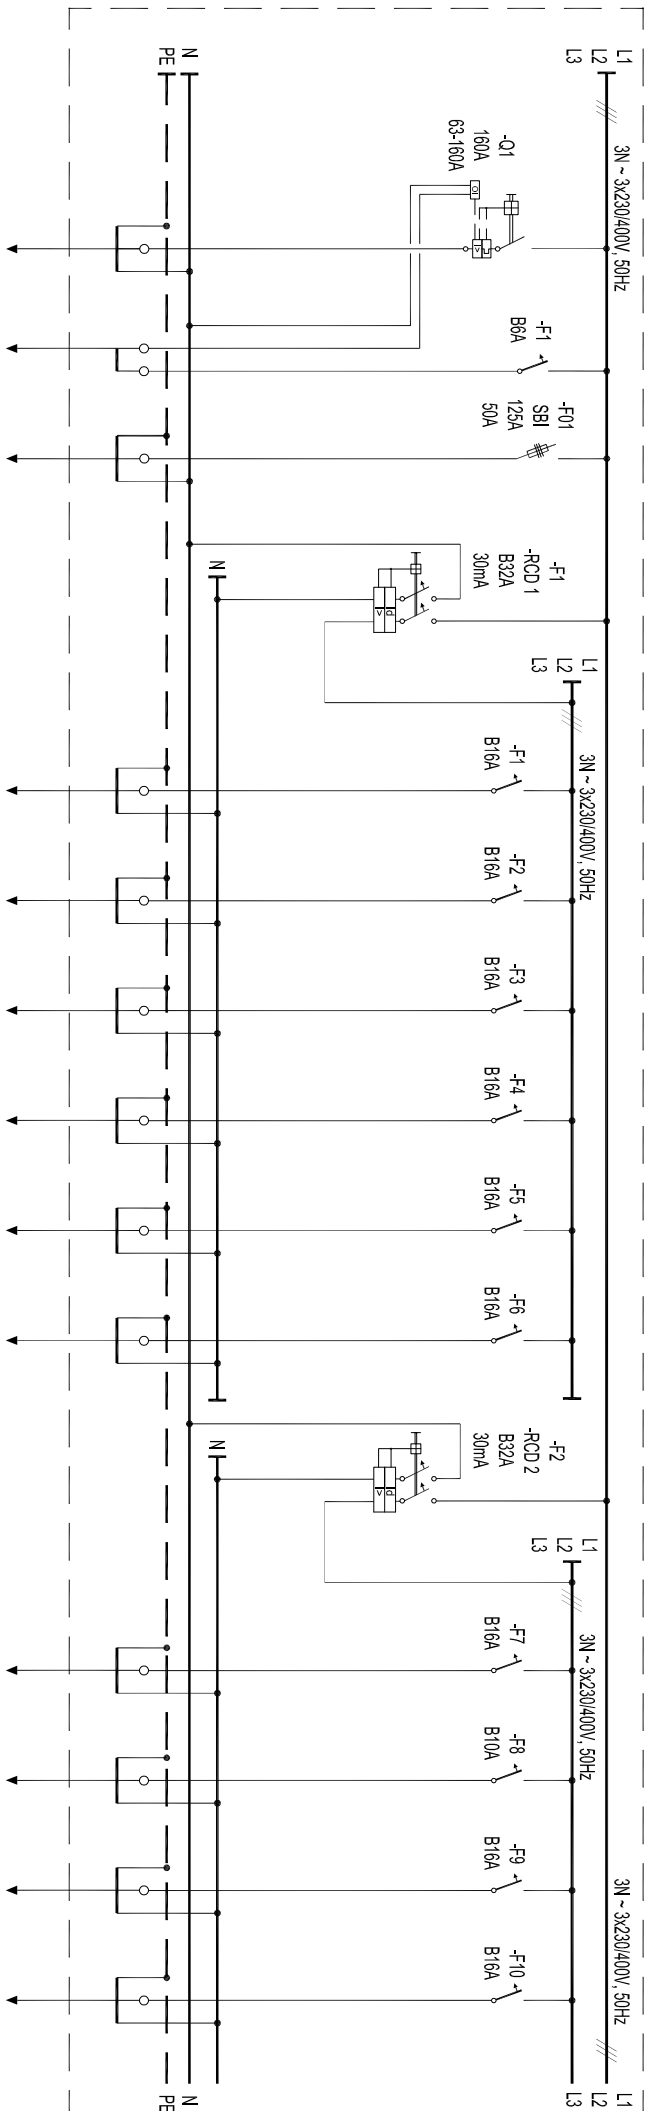 L1
L2
L3
N
PE
3N ~ 3x230/400V, 50Hz
-Q1
160A
63-160A
OI
>
-F1
B6A
-F01
SBI
125A
50A
-F1
-RCD 1
B32A
30mA
d
>
N
L1
L2
L3
3N ~ 3x230/400V, 50Hz
-F1
B16A
-F2
B16A
-F3
B16A
-F4
B16A
-F5
B16A
-F6
B16A
-F2
-RCD 2
B32A
30mA
d
>
N
L1
L2
L3
3N ~ 3x230/400V, 50Hz
-F7
B16A
-F8
B10A
-F9
B16A
-F10
B16A
3N ~ 3x230/400V, 50Hz
L1
L2
L3
N
PE